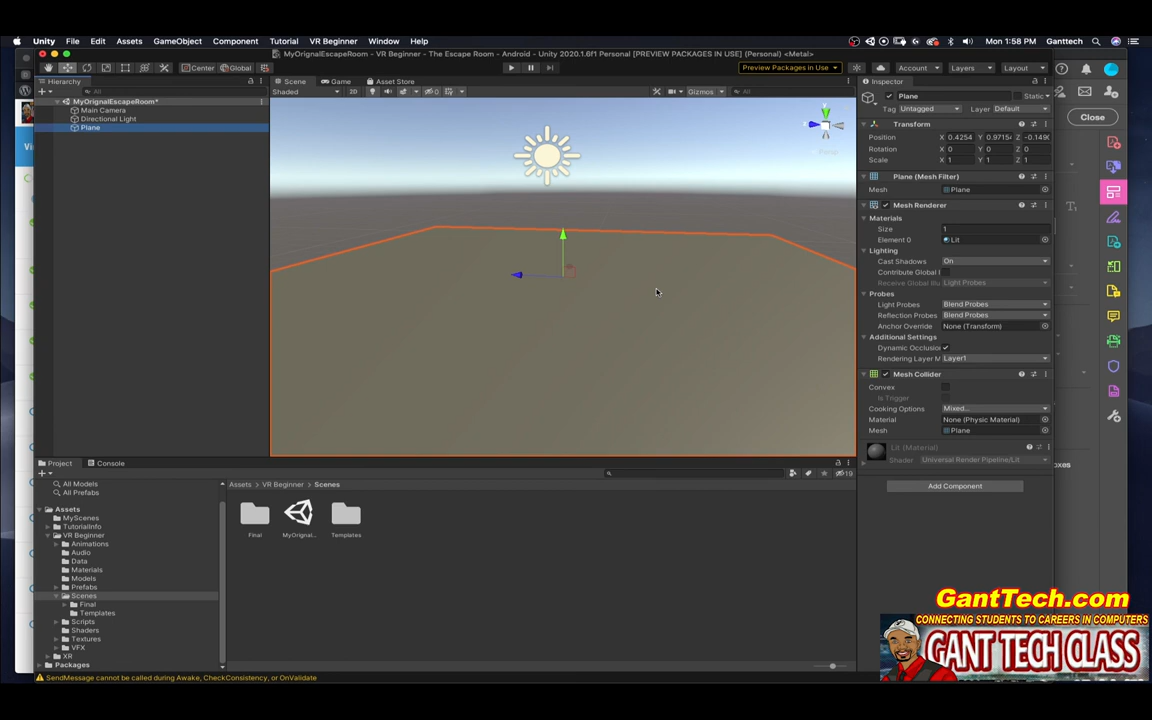 Unity File Edit Assets GameObject Component Tutorial VR Beginner Window Help
Mon 1:58 PM Ganttech
MyOrignalEscapeRoom - VR Beginner - The Escape Room - Android - Unity 2020.1.6f1 Personal [PREVIEW PACKAGES IN USE] (Personal) <Metal>
Center Global
Preview Packages in Use
Account Layers Layout
Hierarchy
All
MyOrignalEscapeRoom*
Main Camera
Directional Light
Plane
Scene Game Asset Store
Shaded 2D 0 Gizmos All
y
Inspector
Plane Static
Tag Untagged Layer Default
Transform
Position X 0.4254 Y 0.9715 Z -0.149
Rotation X 0 Y 0 Z 0
Scale X 1 Y 1 Z 1
Plane (Mesh Filter)
Mesh Plane
Mesh Renderer
Materials
Size 1
Element 0 Lit
Lighting
Cast Shadows On
Contribute Global I
Receive Global Illu Light Probes
Probes
Light Probes Blend Probes
Reflection Probes Blend Probes
Anchor Override None (Transform)
Additional Settings
Dynamic Occlusion
Rendering Layer M Layer1
Mesh Collider
Convex
Is Trigger
Cooking Options Mixed...
Material None (Physic Material)
Mesh Plane
Lit (Material)
Shader Universal Render Pipeline/Lit
Add Component
Close
oxes
Project Console
19
All Models
All Prefabs
Assets
MyScenes
TutorialInfo
VR Beginner
Animations
Audio
Data
Materials
Models
Prefabs
Scenes
Final
Templates
Scripts
Shaders
Textures
VFX
XR
Packages
Assets > VR Beginner > Scenes
Final MyOrignal... Templates
SendMessage cannot be called during Awake, CheckConsistency, or OnValidate
GantTech.com
CONNECTING STUDENTS TO CAREERS IN COMPUTERS
GANT TECH CLASS